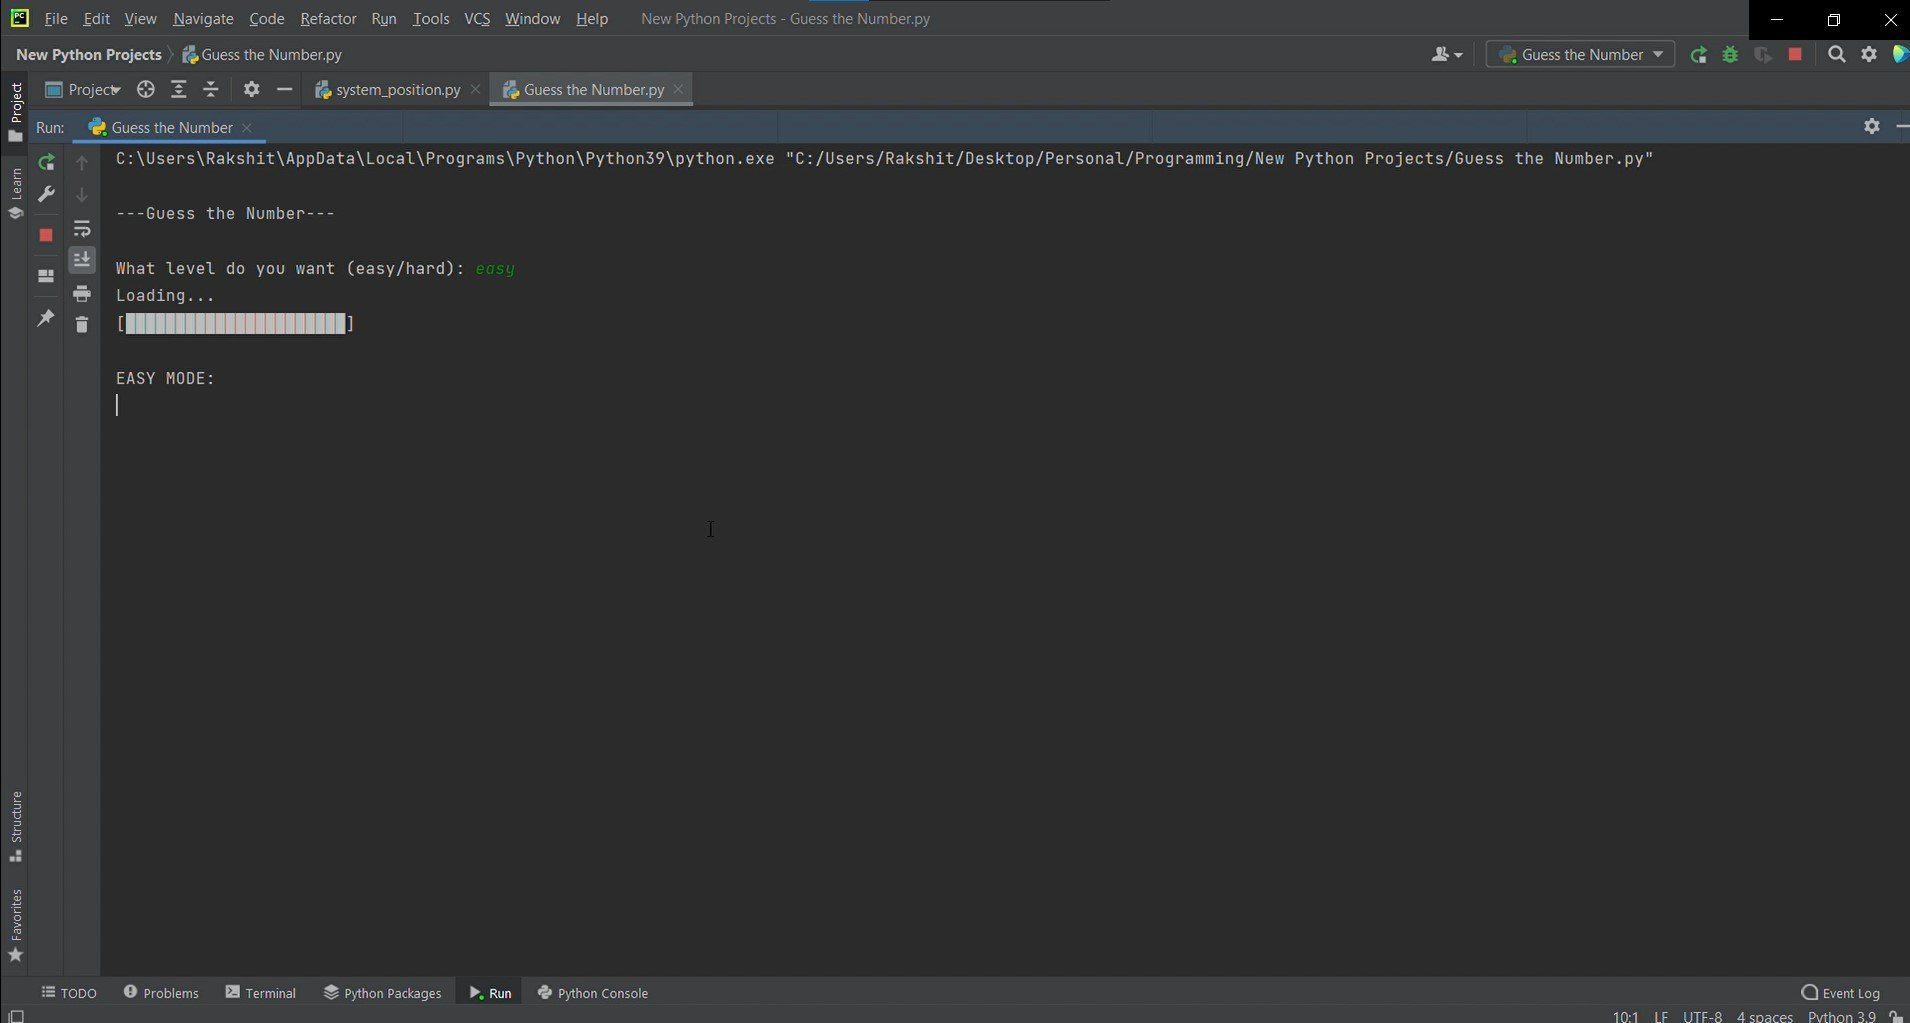 PC File Edit View Navigate Code Refactor Run Tools VCS Window Help New Python Projects - Guess the Number.py
New Python Projects Guess the Number.py Guess the Number
Project Project system_position.py Guess the Number.py
Run: Guess the Number
C:\Users\Rakshit\AppData\Local\Programs\Python\Python39\python.exe "C:/Users/Rakshit/Desktop/Personal/Programming/New Python Projects/Guess the Number.py"
Learn
---Guess the Number---
What level do you want (easy/hard): easy
Loading...
[██████████████████████]
EASY MODE:
Structure
Favorites
TODO Problems Terminal Python Packages Run Python Console Event Log
10:1 LF UTF-8 4 spaces Python 3.9